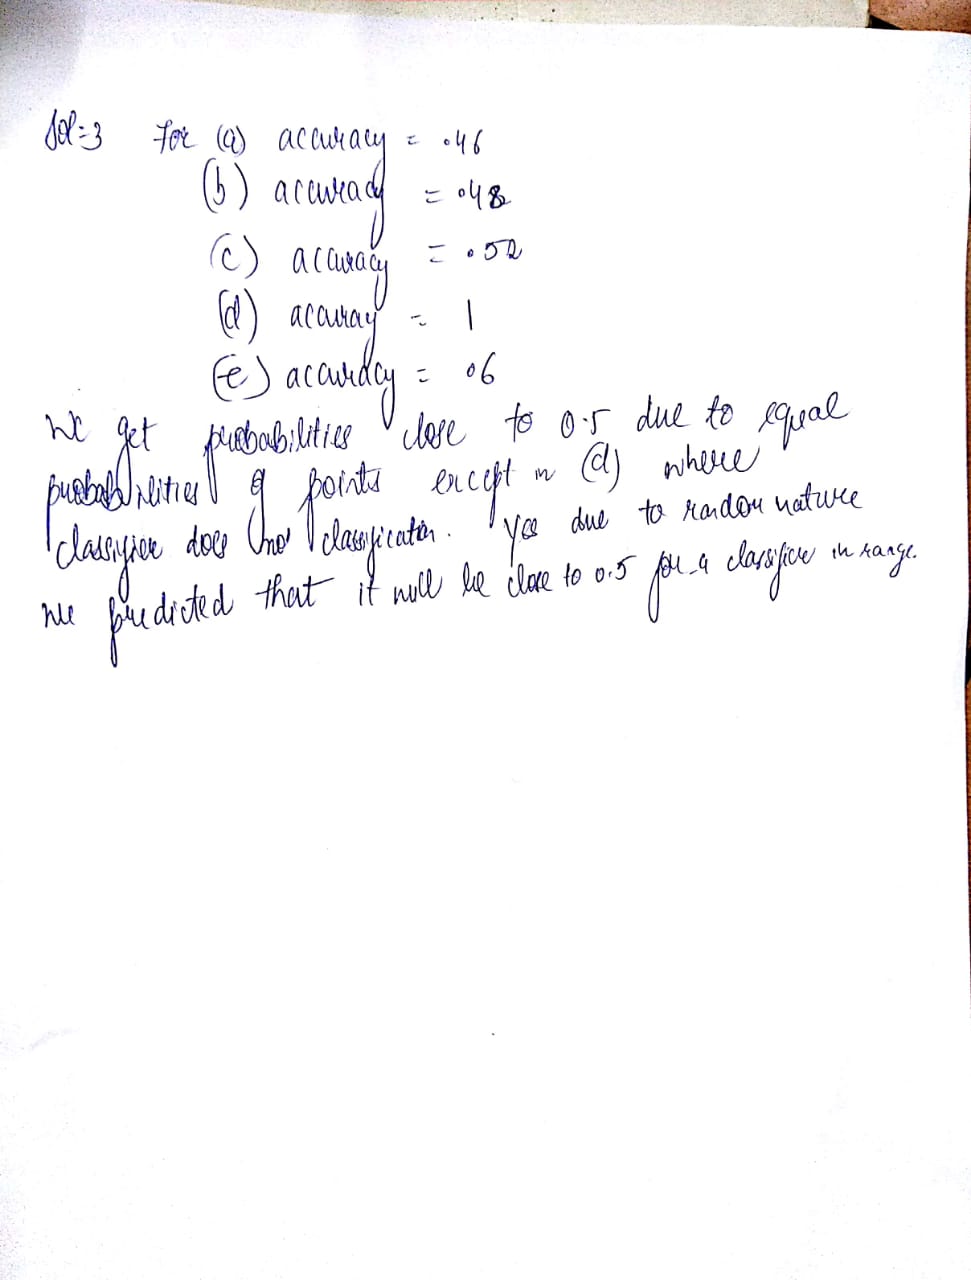 Sol=3 For (a) accuracy = .46
(b) accuracy = .48
(c) accuracy = .52
(d) accuray = 1
(e) accuracy = .6
We get probabilities close to 0.5 due to equal
probabilities of points except in (d) where
classifier does no classification. Yes due to random nature
we predicted that it will be close to 0.5 for a classifier in range.